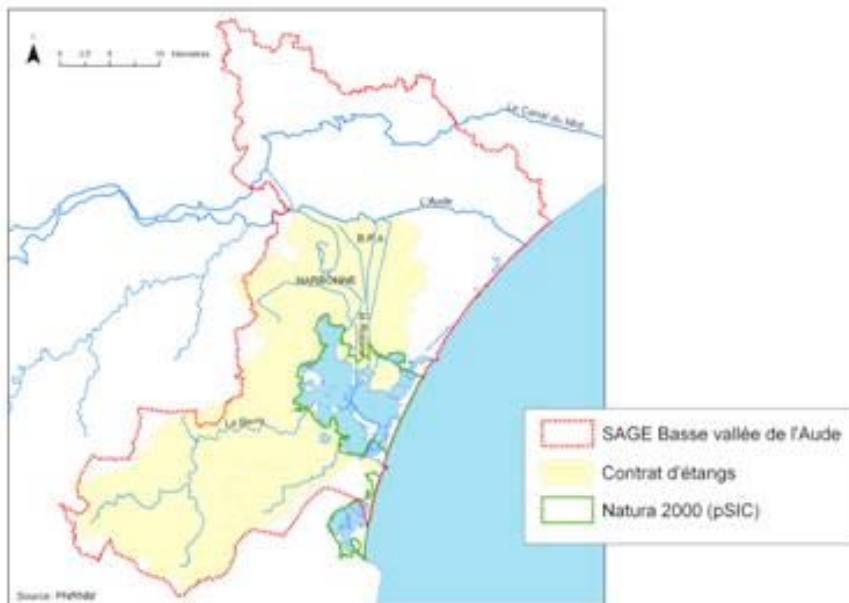 Le Canal du Midi
L'Aude
NARBONNE
La Berre
SAGE Basse vallée de l'Aude
Contrat d'étangs
Natura 2000 (pSIC)
Source: